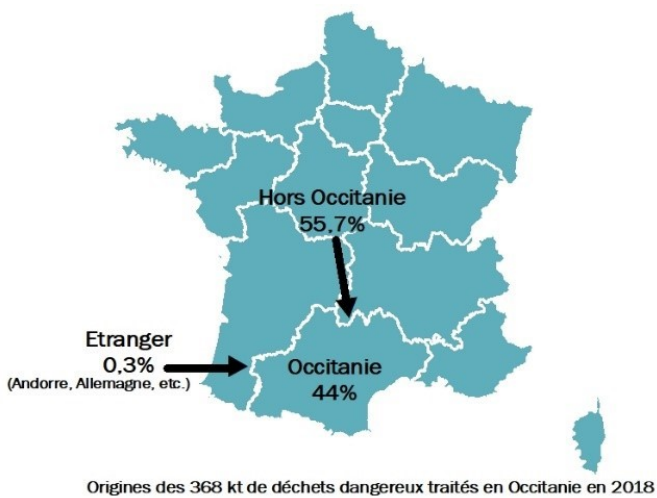 Hors Occitanie
55,7%
Etranger
0,3%
(Andorre, Allemagne, etc.)
Occitanie
44%
Origines des 368 kt de déchets dangereux traités en Occitanie en 2018